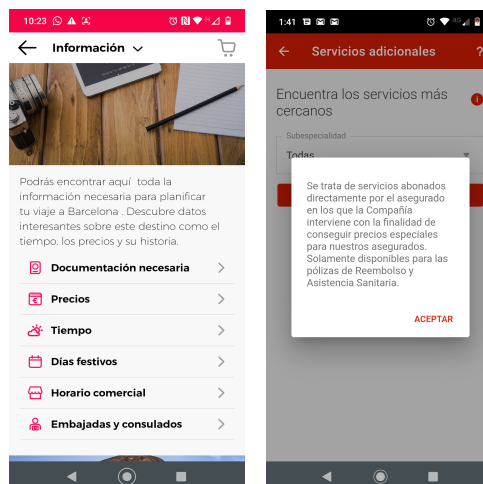 10:23
Información
Podrás encontrar aquí toda la
información necesaria para planificar
tu viaje a Barcelona . Descubre datos
interesantes sobre este destino como el
tiempo, los precios y su historia.
Documentación necesaria
Precios
Tiempo
Días festivos
Horario comercial
Embajadas y consulados
1:41
4G
Servicios adicionales
?
Encuentra los servicios más
cercanos
Subespecialidad
Todas
Se trata de servicios abonados
directamente por el asegurado
en los que la Compañía
interviene con la finalidad de
conseguir precios especiales
para nuestros asegurados.
Solamente disponibles para las
pólizas de Reembolso y
Asistencia Sanitaria.
ACEPTAR